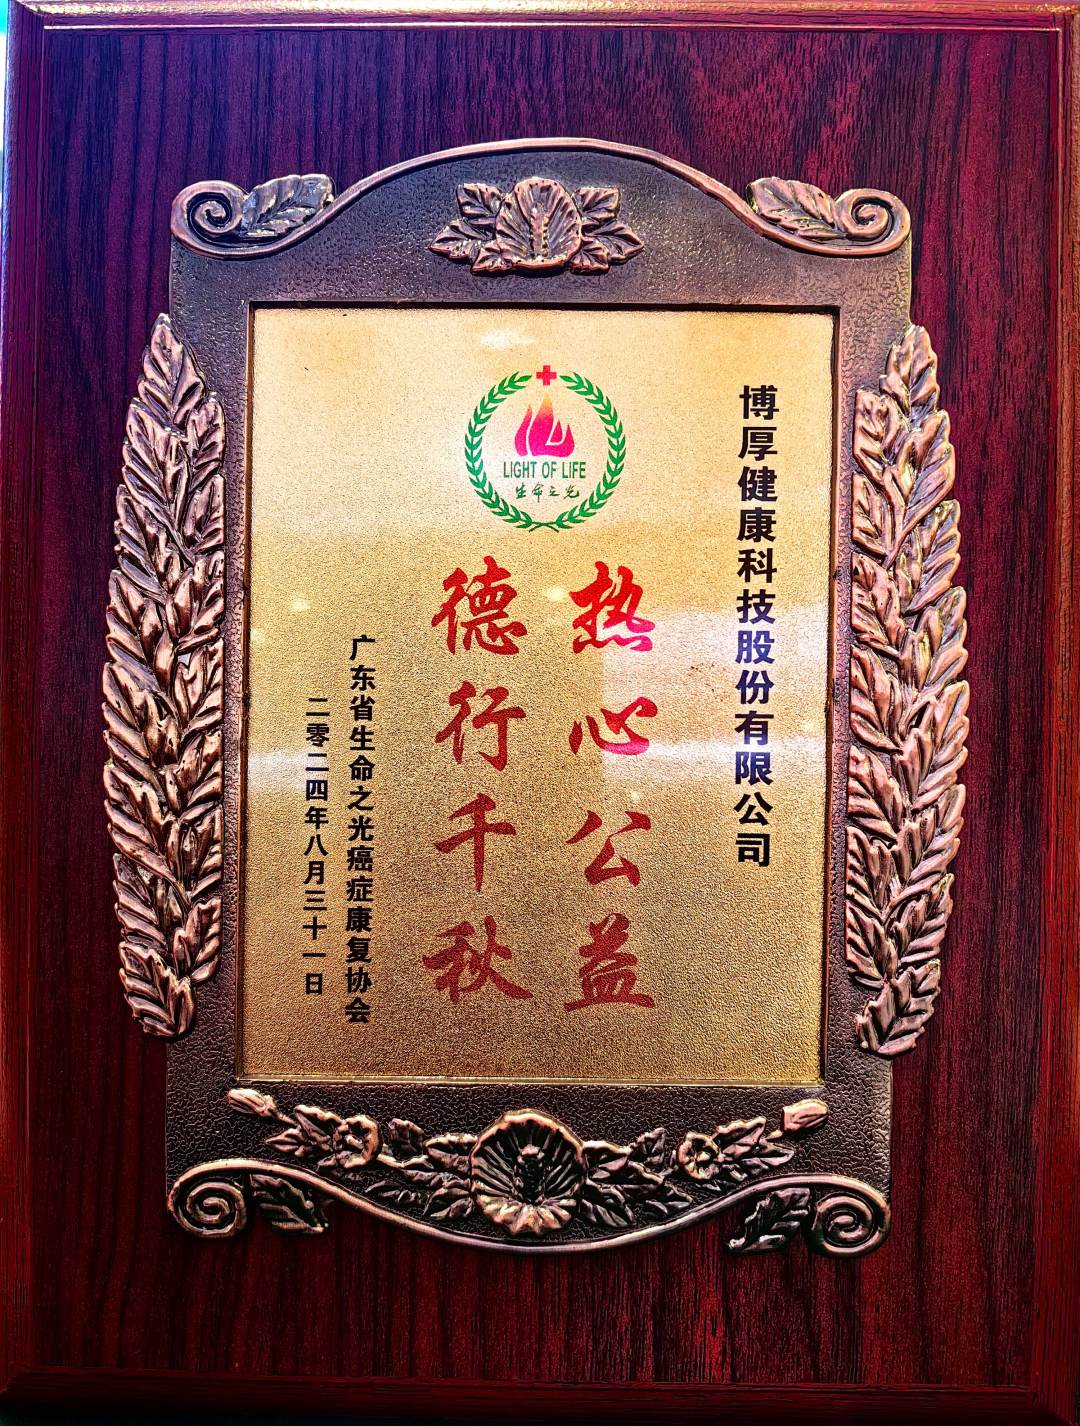 博厚健康科技股份有限公司
LIGHT OF LIFE
生命之光
热心公益
德行千秋
广东省生命之光癌症康复协会
二零二四年八月三十一日